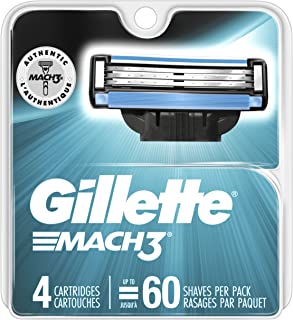 AUTHENTIC
MACH3
L'AUTHENTIQUE
Gillette®
MACH3®
4 CARTRIDGES CARTOUCHES
UP TO JUSQU'À 60 SHAVES PER PACK RASAGES PAR PAQUET